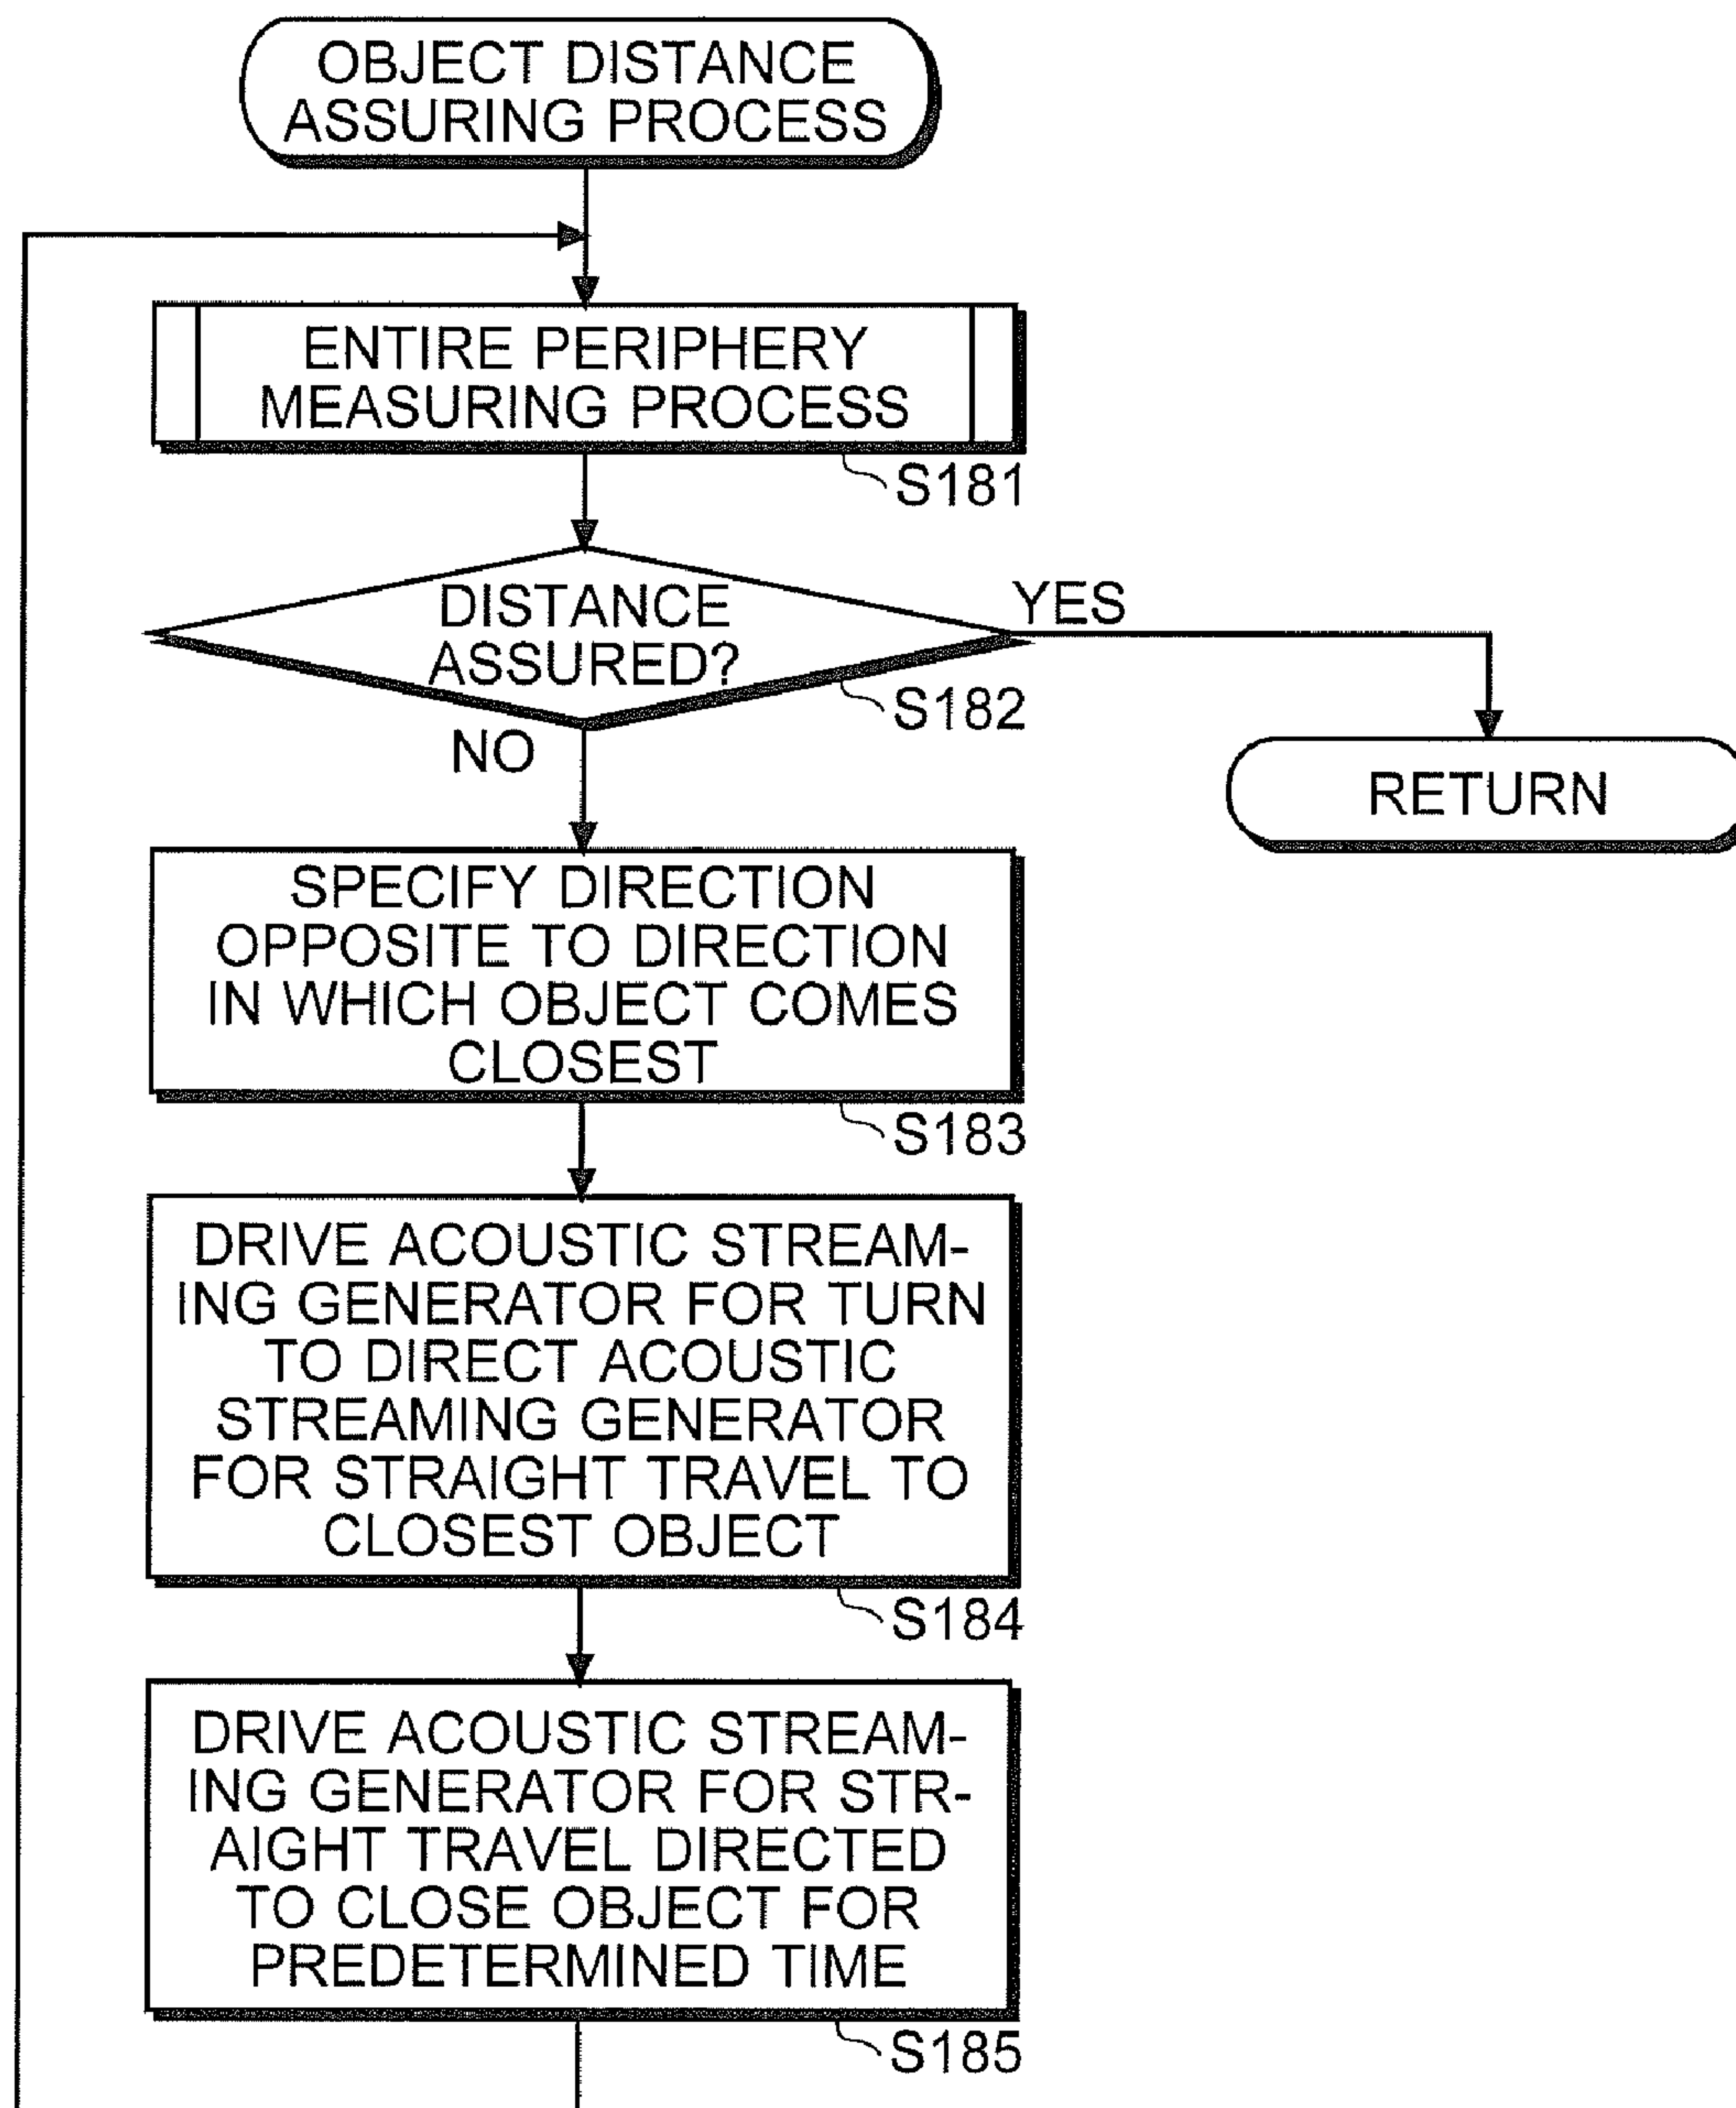 OBJECT DISTANCE
ASSURING PROCESS
ENTIRE PERIPHERY
MEASURING PROCESS
S181
DISTANCE
ASSURED?
YES
S182
NO
RETURN
SPECIFY DIRECTION
OPPOSITE TO DIRECTION
IN WHICH OBJECT COMES
CLOSEST
S183
DRIVE ACOUSTIC STREAM-
ING GENERATOR FOR TURN
TO DIRECT ACOUSTIC
STREAMING GENERATOR
FOR STRAIGHT TRAVEL TO
CLOSEST OBJECT
S184
DRIVE ACOUSTIC STREAM-
ING GENERATOR FOR STR-
AIGHT TRAVEL DIRECTED
TO CLOSE OBJECT FOR
PREDETERMINED TIME
S185